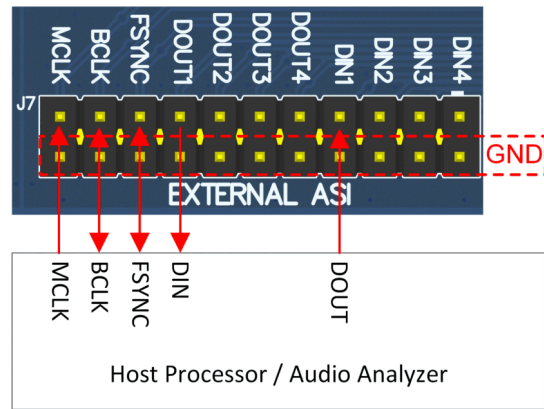 MCLK BCLK FSYNC DOUT1 DOUT2 DOUT3 DOUT4 DIN1 DIN2 DIN3 DIN4
J7
GND
EXTERNAL ASI
MCLK BCLK FSYNC DIN DOUT
Host Processor / Audio Analyzer